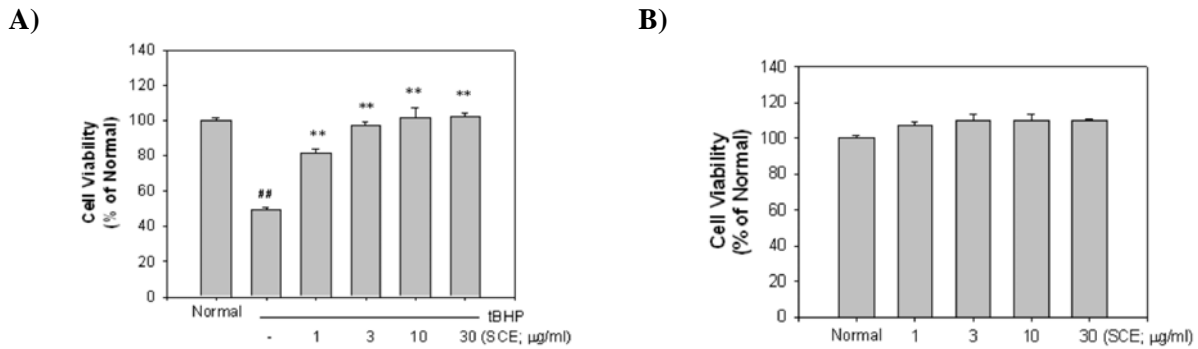 A)
140
120
100
80
60
40
20
0
Cell Viability
(% of Normal)
##
**
**
**
**
Normal
tBHP
- 1 3 10 30 (SCE; µg/ml)
B)
140
120
100
80
60
40
20
0
Cell Viability
(% of Normal)
Normal 1 3 10 30 (SCE; µg/ml)